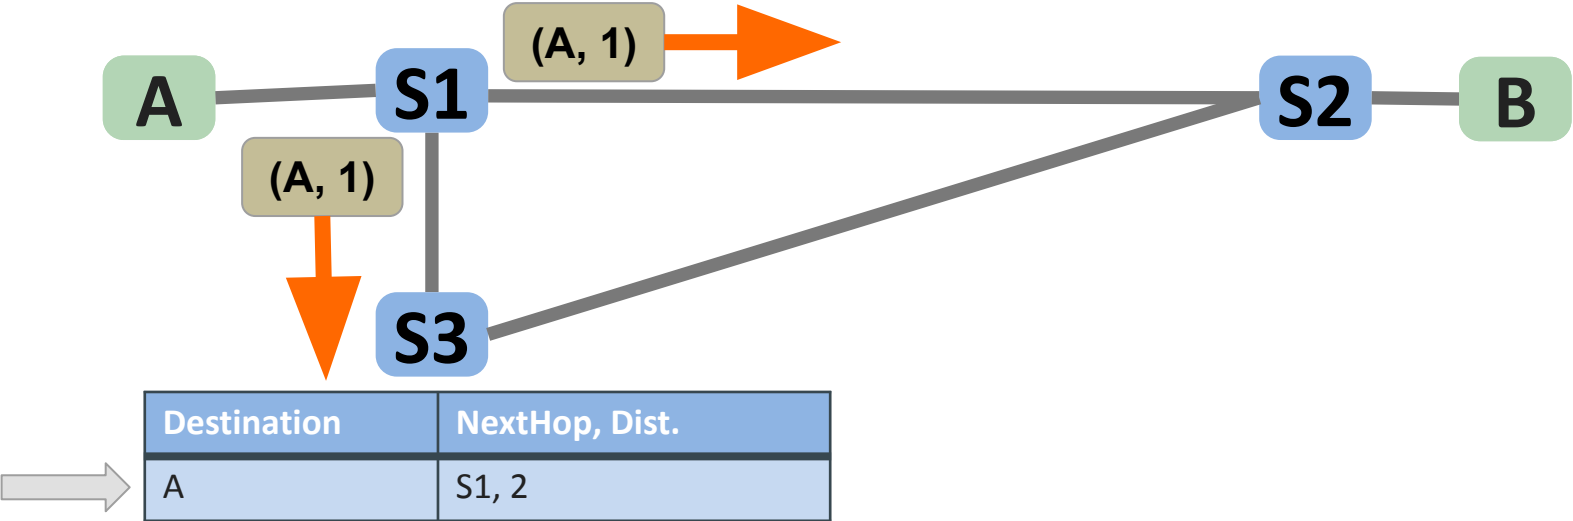 (A, 1)
A
S1
S2
B
(A, 1)
S3
Destination
NextHop, Dist.
A
S1, 2